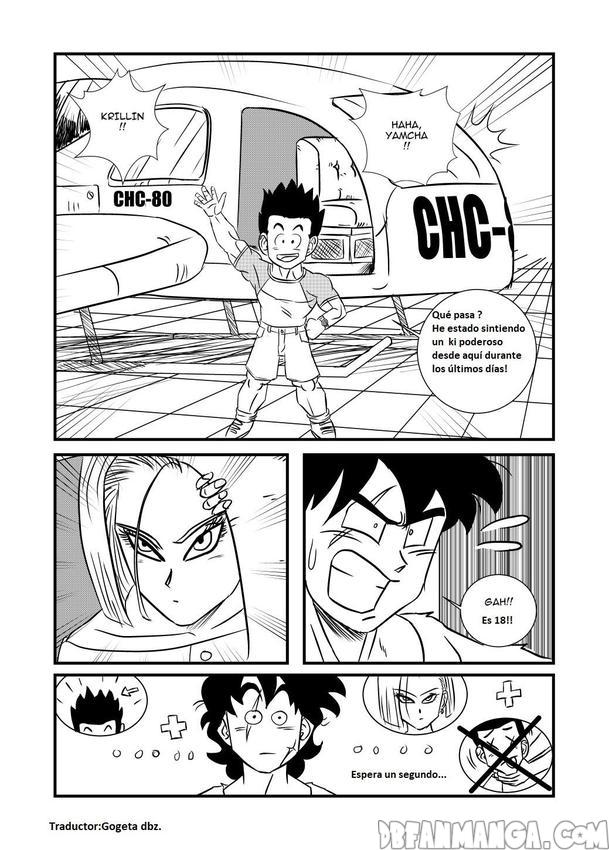 KRILLIN
!!
HAHA,
YAMCHA
!!
CHC-80
CHC-8
Qué pasa ?
He estado sintiendo
un ki poderoso
desde aquí durante
los últimos días!
GAH!!
Es 18!!
Espera un segundo...
Traductor:Gogeta dbz.
DBFANMANGA.COM